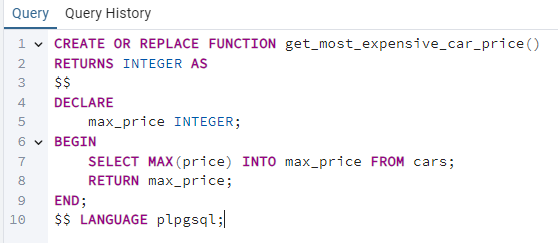 Query Query History
1 CREATE OR REPLACE FUNCTION get_most_expensive_car_price()
2 RETURNS INTEGER AS
3 $$
4 DECLARE
5     max_price INTEGER;
6 BEGIN
7     SELECT MAX(price) INTO max_price FROM cars;
8     RETURN max_price;
9 END;
10 $$ LANGUAGE plpgsql;